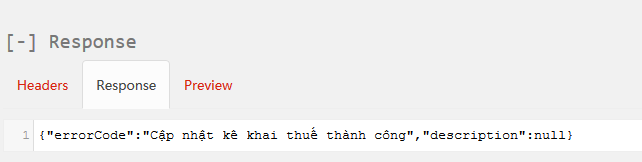 [-] Response
Headers Response Preview
1 {"errorCode":"Cập nhật kê khai thuế thành công","description":null}